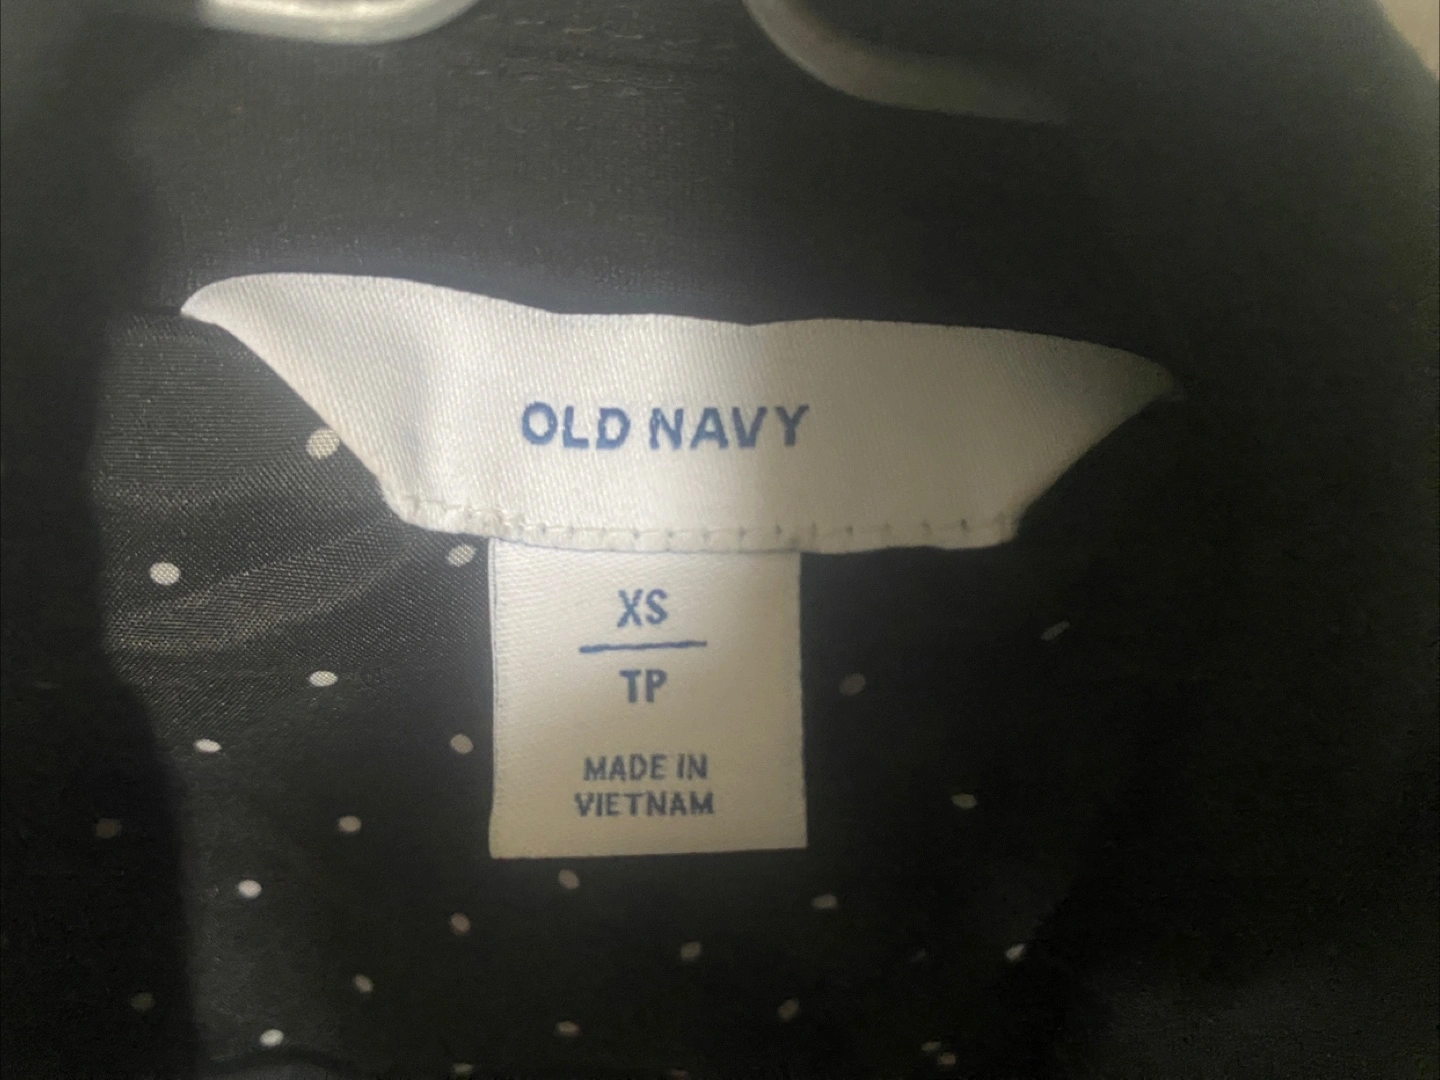 OLD NAVY
XS
TP
MADE IN
VIETNAM